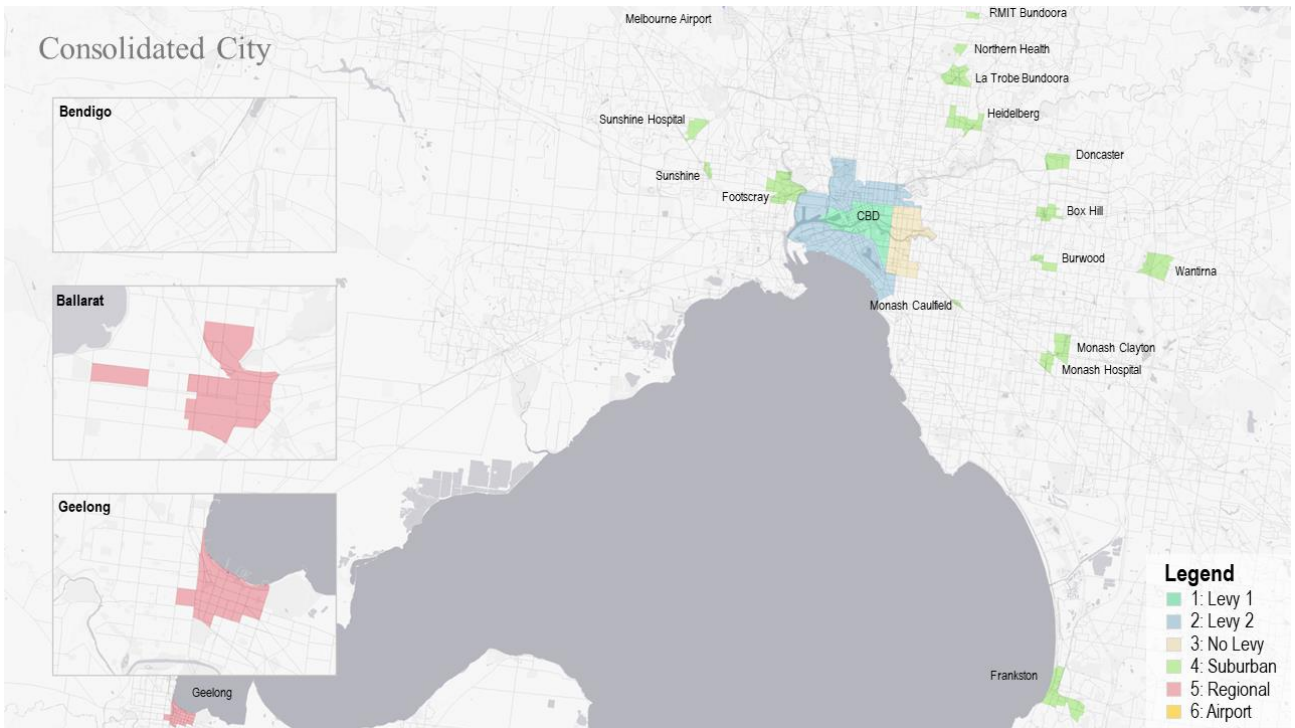 Consolidated City
Bendigo
Ballarat
Geelong
Geelong
Melbourne Airport
RMIT Bundoora
Northern Health
La Trobe Bundoora
Heidelberg
Sunshine Hospital
Sunshine
Footscray
CBD
Doncaster
Box Hill
Burwood
Wantirna
Monash Caulfield
Monash Clayton
Monash Hospital
Frankston
Legend
1: Levy 1
2: Levy 2
3: No Levy
4: Suburban
5: Regional
6: Airport